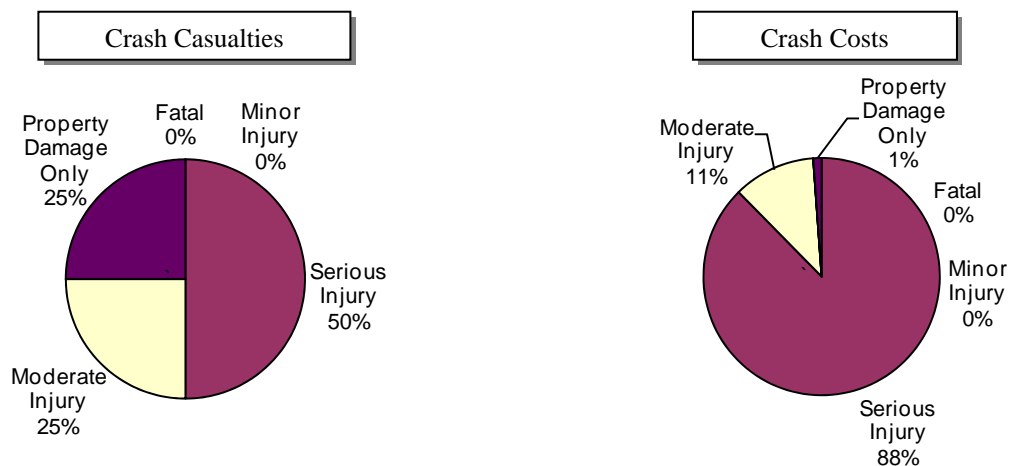 Crash Casualties
Fatal
0%
Minor
Injury
0%
Property
Damage
Only
25%
Serious
Injury
50%
Moderate
Injury
25%
Crash Costs
Property
Damage
Only
1%
Moderate
Injury
11%
Fatal
0%
Minor
Injury
0%
Serious
Injury
88%